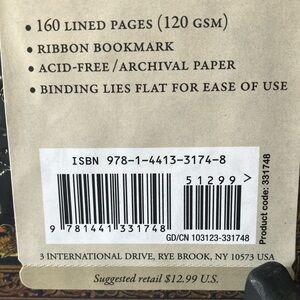 • 160 LINED PAGES (120 GSM)
• RIBBON BOOKMARK
• ACID-FREE/ARCHIVAL PAPER
• BINDING LIES FLAT FOR EASE OF USE
ISBN 978-1-4413-3174-8
51299>
9 781441 331748
GD/CN 103123-331748
Product code: 331748
3 INTERNATIONAL DRIVE, RYE BROOK, NY 10573 USA
Suggested retail $12.99 U.S.